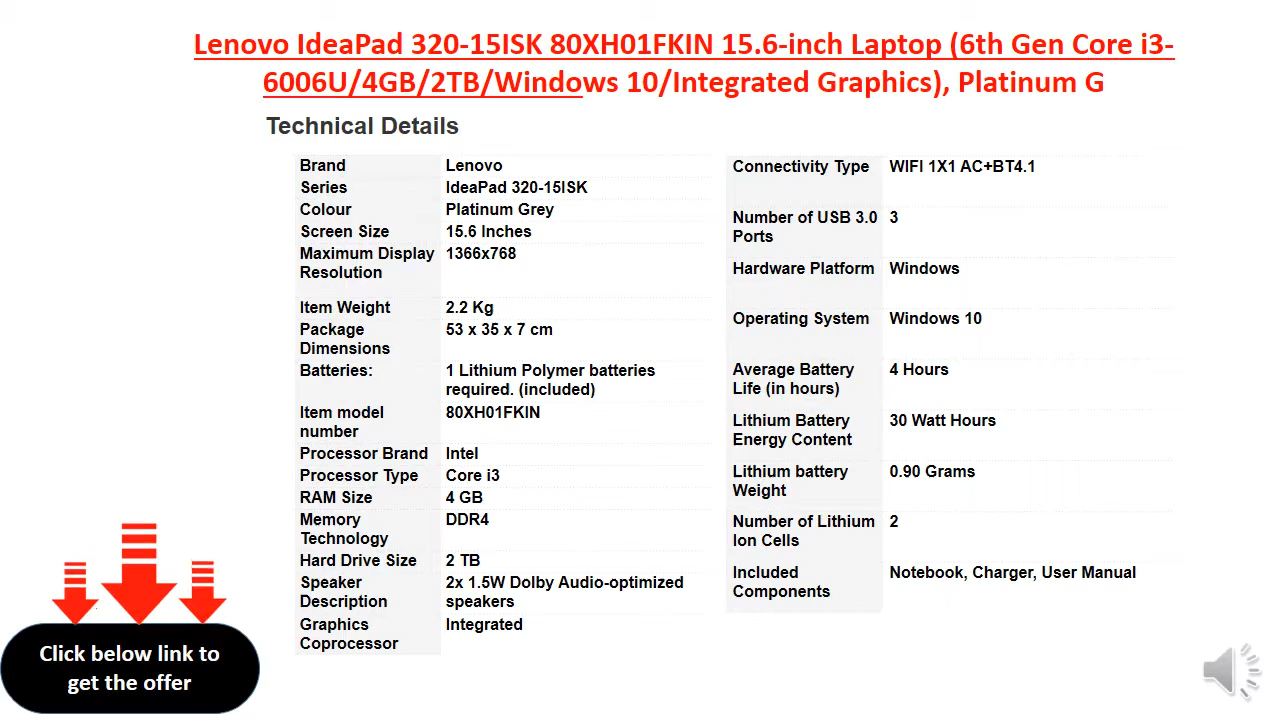 Lenovo IdeaPad 320-15ISK 80XH01FKIN 15.6-inch Laptop (6th Gen Core i3-
6006U/4GB/2TB/Windows 10/Integrated Graphics), Platinum G
Technical Details
Brand Lenovo
Series IdeaPad 320-15ISK
Colour Platinum Grey
Screen Size 15.6 Inches
Maximum Display 1366x768
Resolution
Item Weight 2.2 Kg
Package 53 x 35 x 7 cm
Dimensions
Batteries: 1 Lithium Polymer batteries
required. (included)
Item model 80XH01FKIN
number
Processor Brand Intel
Processor Type Core i3
RAM Size 4 GB
Memory DDR4
Technology
Hard Drive Size 2 TB
Speaker 2x 1.5W Dolby Audio-optimized
Description speakers
Graphics Integrated
Coprocessor
Connectivity Type WIFI 1X1 AC+BT4.1
Number of USB 3.0 3
Ports
Hardware Platform Windows
Operating System Windows 10
Average Battery 4 Hours
Life (in hours)
Lithium Battery 30 Watt Hours
Energy Content
Lithium battery 0.90 Grams
Weight
Number of Lithium 2
Ion Cells
Included Notebook, Charger, User Manual
Components
Click below link to
get the offer